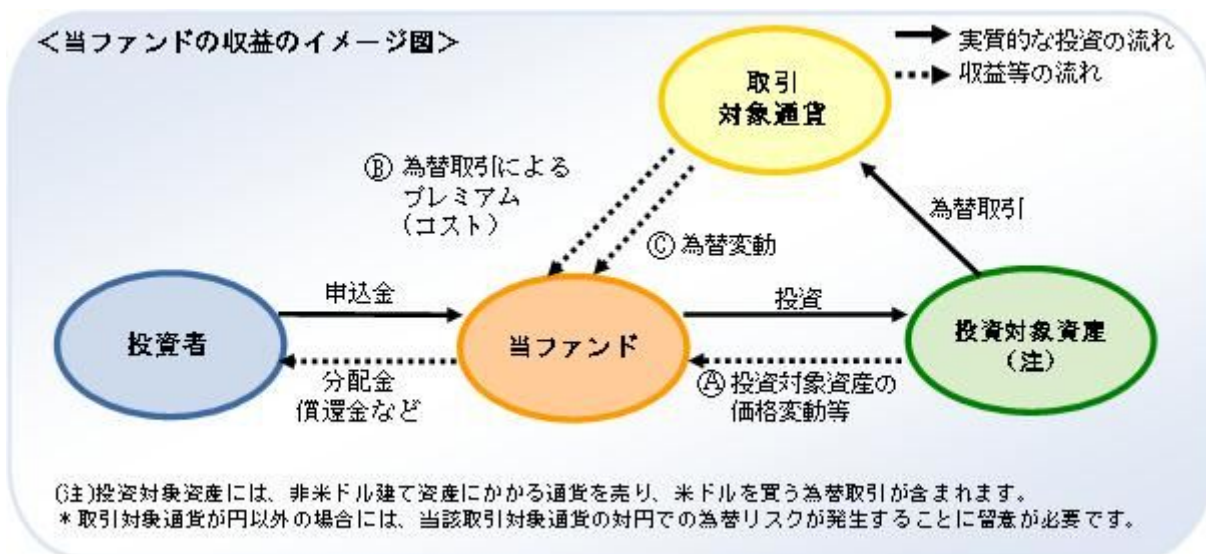 ＜当ファンドの収益のイメージ図＞
実質的な投資の流れ
収益等の流れ
取引
対象通貨
Ⓑ 為替取引による
プレミアム
（コスト）
Ⓒ 為替変動
為替取引
投資者
申込金
分配金
償還金など
当ファンド
投資
Ⓐ 投資対象資産の
価格変動等
投資対象資産
（注）
(注)投資対象資産には、非米ドル建て資産にかかる通貨を売り、米ドルを買う為替取引が含まれます。
＊取引対象通貨が円以外の場合には、当該取引対象通貨の対円での為替リスクが発生することに留意が必要です。